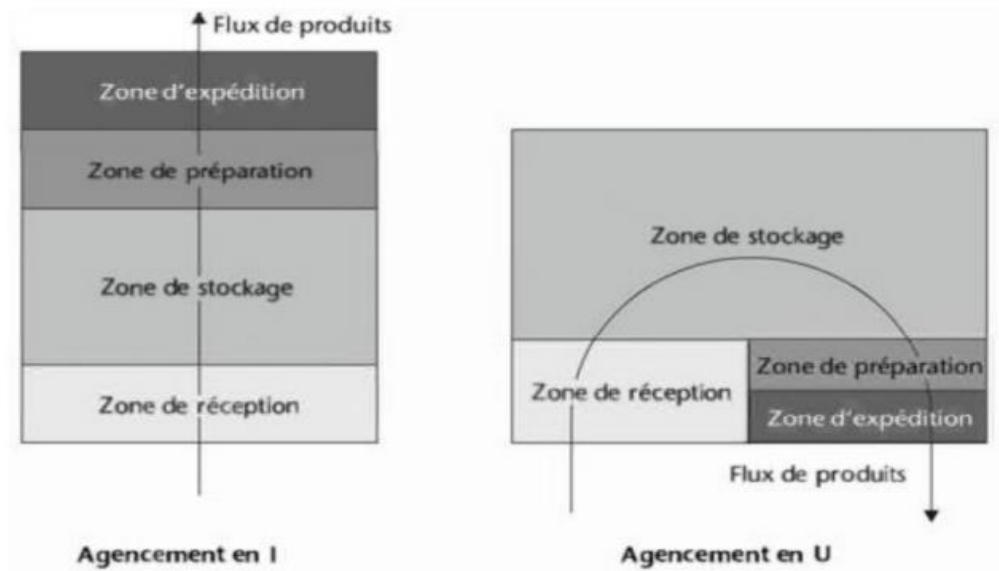 Flux de produits
Zone d'expédition
Zone de préparation
Zone de stockage
Zone de réception
Agencement en I
Zone de stockage
Zone de réception
Zone de préparation
Zone d'expédition
Flux de produits
Agencement en U